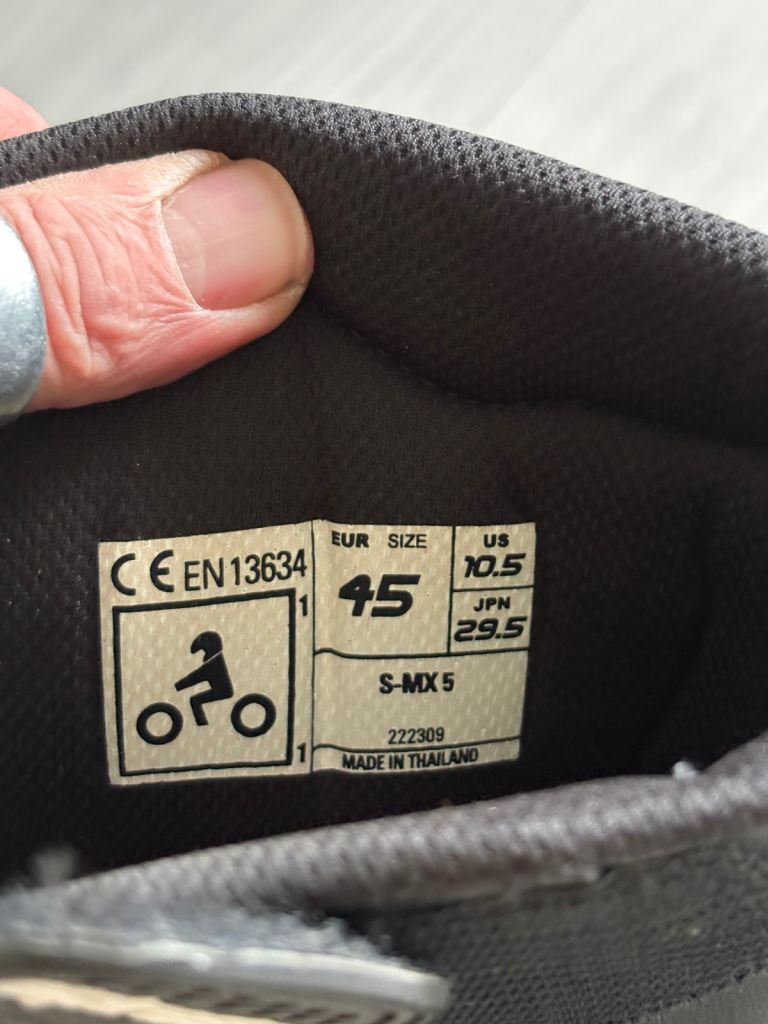 CE EN 13634
1
1
EUR SIZE
45
US
10.5
JPN
29.5
S-MX 5
222309
MADE IN THAILAND